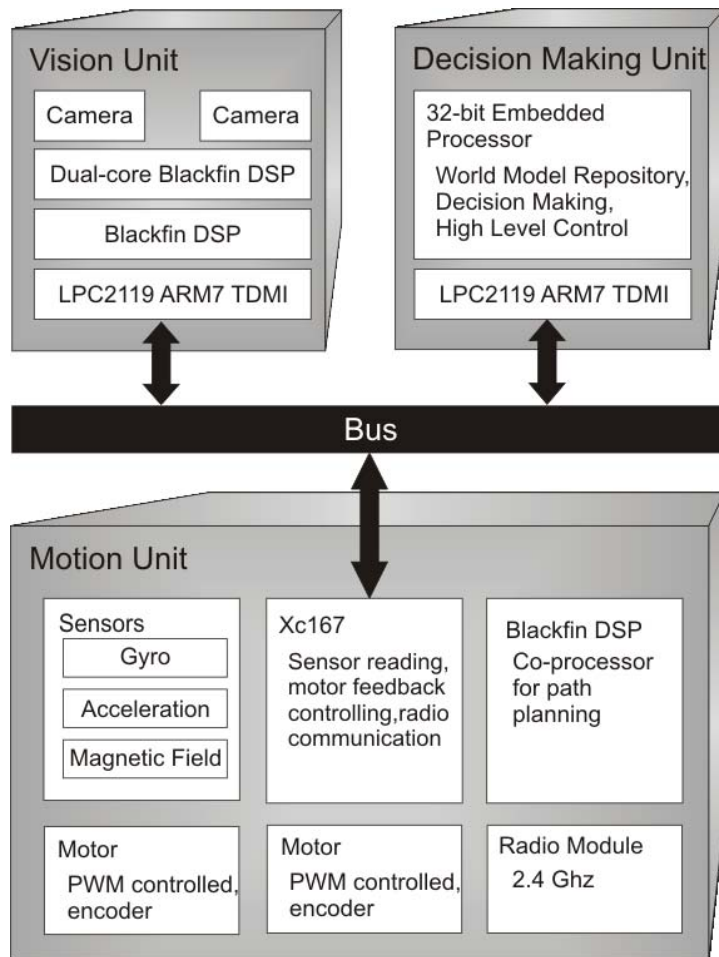 Vision Unit
Camera
Camera
Dual-core Blackfin DSP
Blackfin DSP
LPC2119 ARM7 TDMI
Decision Making Unit
32-bit Embedded
Processor
World Model Repository,
Decision Making,
High Level Control
LPC2119 ARM7 TDMI
Bus
Motion Unit
Sensors
Gyro
Acceleration
Magnetic Field
Xc167
Sensor reading,
motor feedback
controlling,radio
communication
Blackfin DSP
Co-processor
for path
planning
Motor
PWM controlled,
encoder
Motor
PWM controlled,
encoder
Radio Module
2.4 Ghz